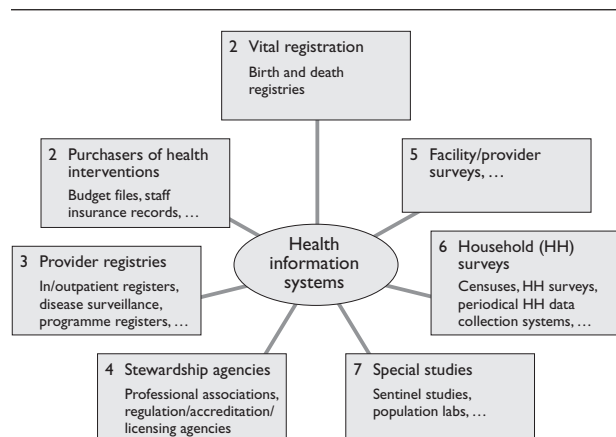 2 Vital registration
Birth and death
registries
2 Purchasers of health
interventions
Budget files, staff
insurance records, …
5 Facility/provider
surveys, …
Health
information
systems
3 Provider registries
In/outpatient registers,
disease surveillance,
programme registers, …
6 Household (HH)
surveys
Censuses, HH surveys,
periodical HH data
collection systems, …
4 Stewardship agencies
Professional associations,
regulation/accreditation/
licensing agencies
7 Special studies
Sentinel studies,
population labs, …